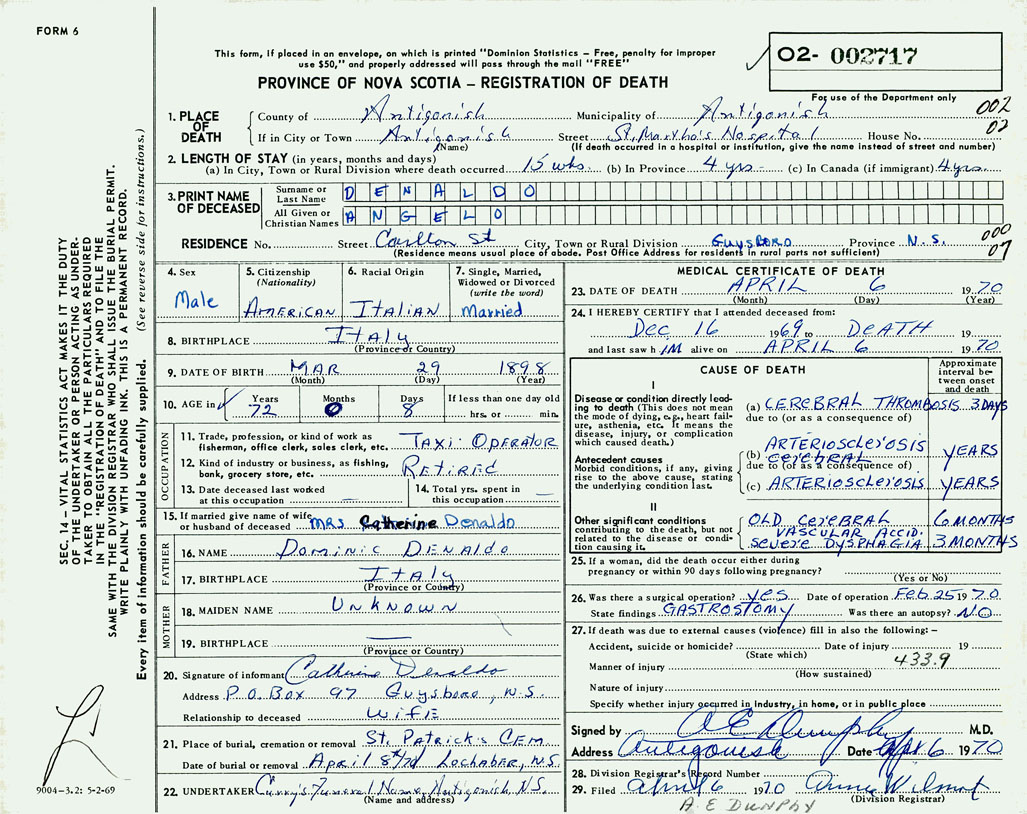 FORM 6
This form, if placed in an envelope, on which is printed "Dominion Statistics – Free, penalty for improper
use $50," and properly addressed will pass through the mail "FREE"
O2- 002717
PROVINCE OF NOVA SCOTIA – REGISTRATION OF DEATH
For use of the Department only
002
02
1. PLACE OF DEATH
County of Antigonish Municipality of Antigonish
If in City or Town Antigonish Street St. Martha's Hospital House No.
(Name) (If death occurred in a hospital or institution, give the name instead of street and number)
2. LENGTH OF STAY (in years, months and days)
(a) In City, Town or Rural Division where death occurred 15 wks. (b) In Province 4 yrs. (c) In Canada (if immigrant) 4 yrs.
3. PRINT NAME OF DECEASED
Surname or Last Name DENALDO
All Given or Christian Names ANGELO
RESIDENCE No. Street Carlton St City, Town or Rural Division Guysboro Province N.S.
000
07
(Residence means usual place of abode. Post Office Address for residents in rural parts not sufficient)
4. Sex Male
5. Citizenship (Nationality) American
6. Racial Origin Italian
7. Single, Married, Widowed or Divorced (write the word) Married
8. BIRTHPLACE Italy
(Province or Country)
9. DATE OF BIRTH MAR 29 1898
(Month) (Day) (Year)
10. AGE in Years 72 Months 0 Days 8 If less than one day old
hrs. or min.
OCCUPATION
11. Trade, profession, or kind of work as fisherman, office clerk, sales clerk, etc. Taxi Operator
12. Kind of industry or business, as fishing, bank, grocery store, etc. Retired
13. Date deceased last worked at this occupation —
14. Total yrs. spent in this occupation —
15. If married give name of wife or husband of deceased Mrs Catherine Denaldo
FATHER
16. NAME Dominic Denaldo
17. BIRTHPLACE Italy
(Province or Country)
MOTHER
18. MAIDEN NAME Unknown
19. BIRTHPLACE —
(Province or Country)
20. Signature of informant Catherine Denaldo
Address P.O. Box 97 Guysboro, N.S.
Relationship to deceased Wife
21. Place of burial, cremation or removal St. Patrick's Cem
Date of burial or removal April 8th/70 Lochaber, N.S.
22. UNDERTAKER Curry's Funeral Home, Antigonish, N.S.
(Name and address)
MEDICAL CERTIFICATE OF DEATH
23. DATE OF DEATH APRIL 6 1970
(Month) (Day) (Year)
24. I HEREBY CERTIFY that I attended deceased from:
Dec 16 1969 to DEATH 19
and last saw h IM alive on APRIL 6 1970
CAUSE OF DEATH
Approximate interval between onset and death
I
Disease or condition directly leading to death (This does not mean the mode of dying, e.g., heart failure, asthenia, etc. It means the disease, injury, or complication which caused death.)
(a) CEREBRAL THROMBOSIS 3 DAYS
due to (or as a consequence of)
Antecedent causes
Morbid conditions, if any, giving rise to the above cause, stating the underlying condition last.
(b) ARTERIOSCLEROSIS CEREBRAL YEARS
due to (or as a consequence of)
(c) ARTERIOSCLEROSIS YEARS
II
Other significant conditions contributing to the death, but not related to the disease or condition causing it.
OLD CEREBRAL VASCULAR ACCID. 6 MONTHS
SEVERE DYSPHAGIA 3 MONTHS
25. If a woman, did the death occur either during
pregnancy or within 90 days following pregnancy?
(Yes or No)
26. Was there a surgical operation? yes Date of operation Feb. 25 1970
State findings GASTROSTOMY Was there an autopsy? NO
27. If death was due to external causes (violence) fill in also the following: –
Accident, suicide or homicide? Date of injury 19
(State which)
433.9
Manner of injury
(How sustained)
Nature of injury
Specify whether injury occurred in Industry, in home, or in public place
Signed by A E Dunphy M.D.
Address Antigonish Date Apr 6 1970
28. Division Registrar's Record Number
29. Filed April 6 1970 Anna Wilmot
(Division Registrar)
A. E DUNPHY
SEC. 14 – VITAL STATISTICS ACT MAKES IT THE DUTY
OF THE UNDERTAKER OR PERSON ACTING AS UNDER-
TAKER TO OBTAIN ALL THE PARTICULARS REQUIRED
IN THE "REGISTRATION OF DEATH" AND TO FILE THE
SAME WITH THE DIVISION REGISTRAR WHO SHALL ISSUE THE BURIAL PERMIT.
WRITE PLAINLY WITH UNFADING INK. THIS IS A PERMANENT RECORD.
Every item of information should be carefully supplied. (See reverse side for instructions.)
9004–3.2: 5-2-69